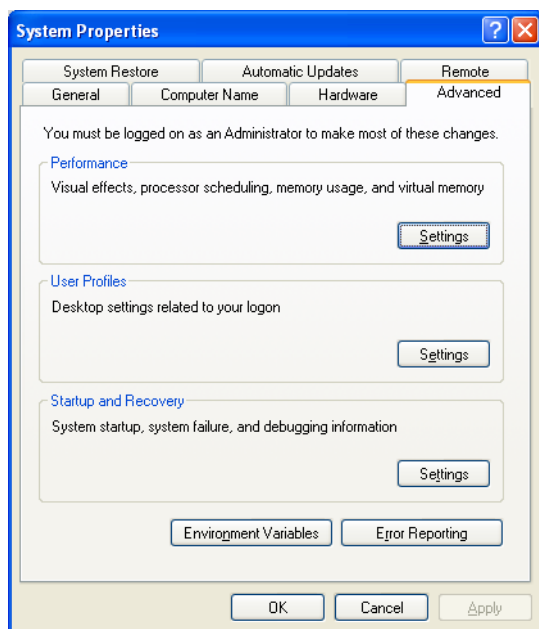 System Properties
System Restore Automatic Updates Remote
General Computer Name Hardware Advanced
You must be logged on as an Administrator to make most of these changes.
Performance
Visual effects, processor scheduling, memory usage, and virtual memory
Settings
User Profiles
Desktop settings related to your logon
Settings
Startup and Recovery
System startup, system failure, and debugging information
Settings
Environment Variables Error Reporting
OK Cancel Apply